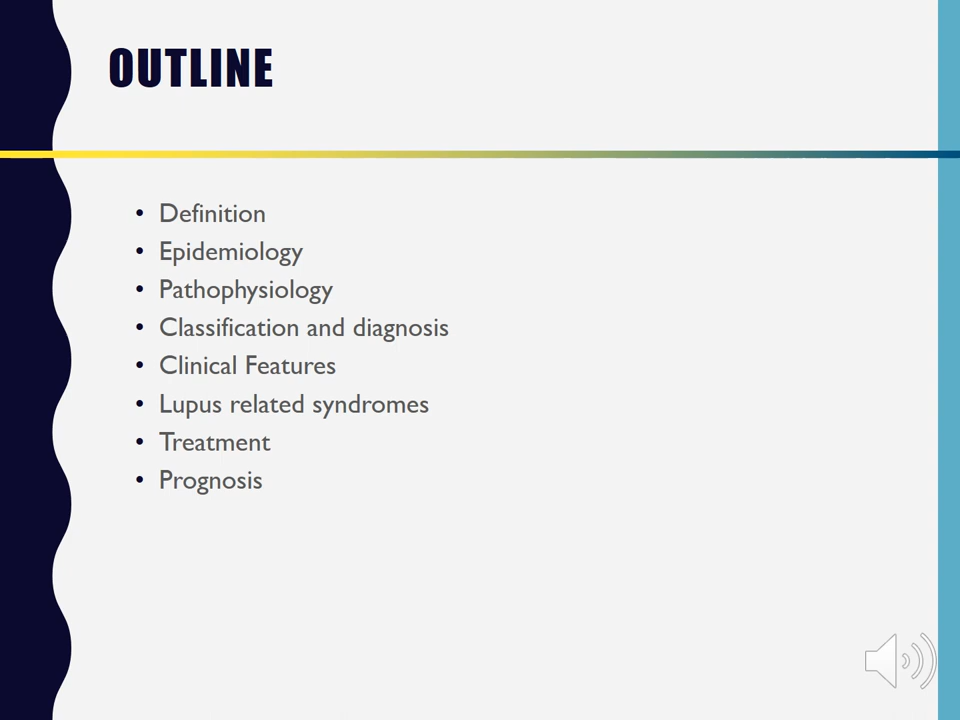 OUTLINE
• Definition
• Epidemiology
• Pathophysiology
• Classification and diagnosis
• Clinical Features
• Lupus related syndromes
• Treatment
• Prognosis